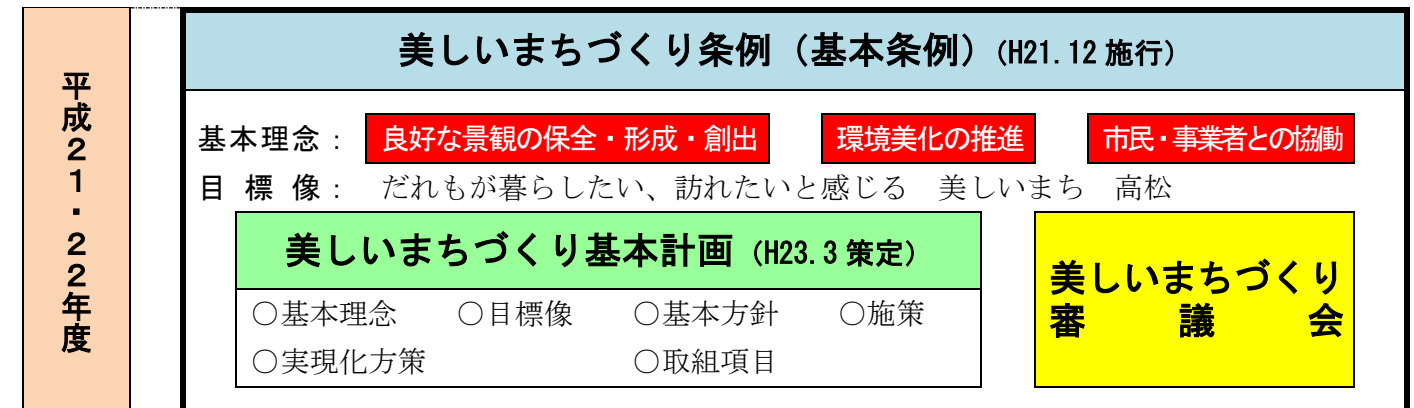 平成21・22年度
美しいまちづくり条例（基本条例）(H21.12 施行)
基本理念： 良好な景観の保全・形成・創出 環境美化の推進 市民・事業者との協働
目 標 像： だれもが暮らしたい、訪れたいと感じる 美しいまち 高松
美しいまちづくり基本計画 (H23.3 策定)
○基本理念 ○目標像 ○基本方針 ○施策
○実現化方策 ○取組項目
美しいまちづくり
審 議 会